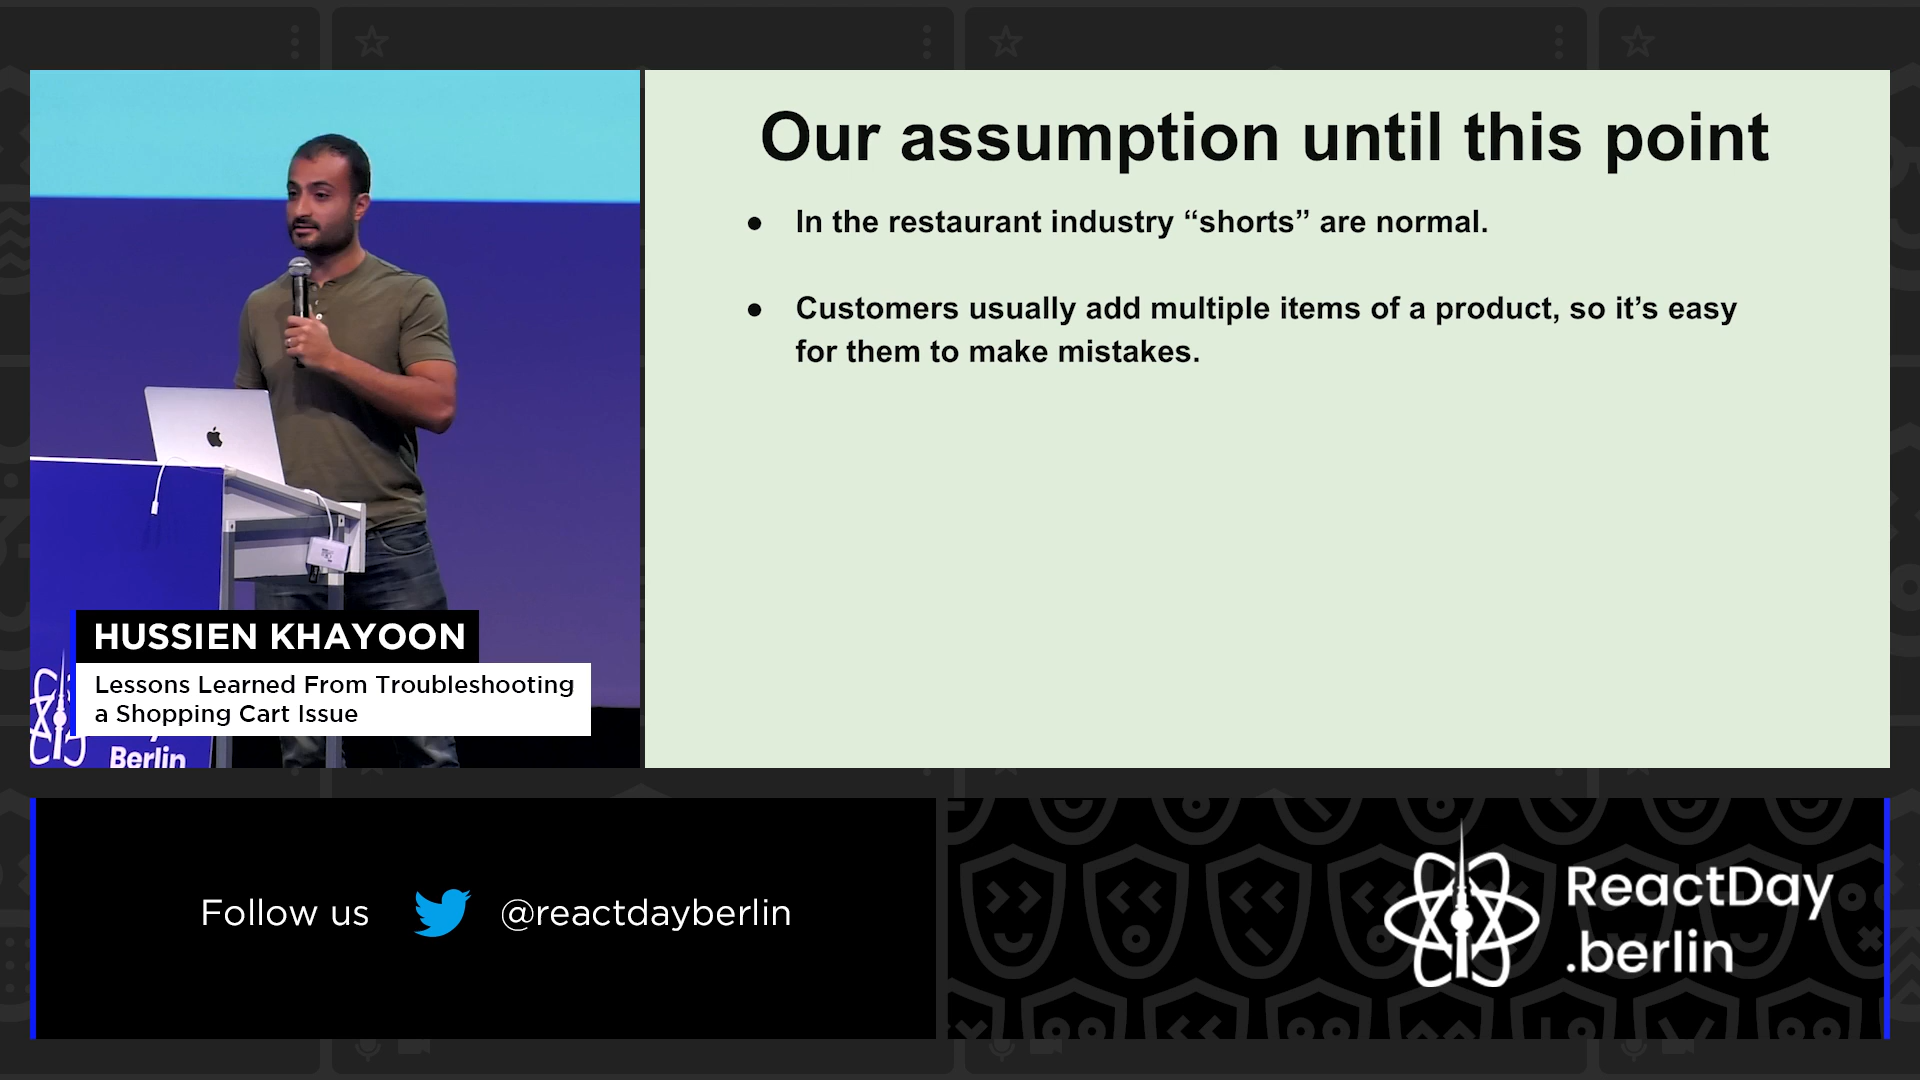 Our assumption until this point
● In the restaurant industry “shorts” are normal.
● Customers usually add multiple items of a product, so it’s easy
for them to make mistakes.
HUSSIEN KHAYOON
Lessons Learned From Troubleshooting
a Shopping Cart Issue
Berlin
Follow us
@reactdayberlin
ReactDay
.berlin